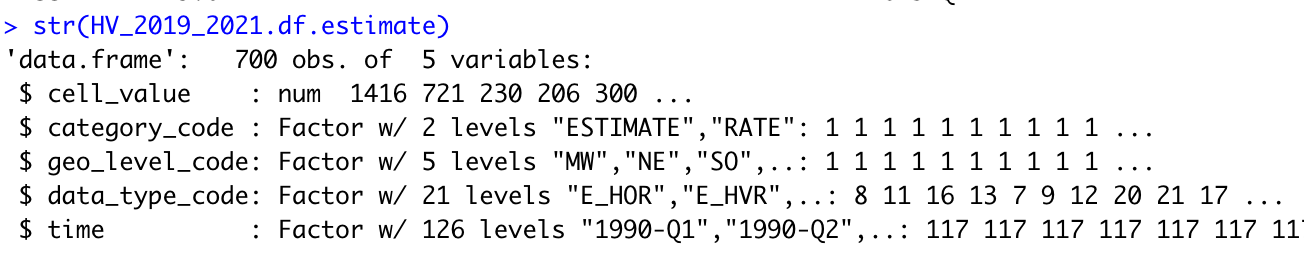 > str(HV_2019_2021.df.estimate)
'data.frame':   700 obs. of  5 variables:
 $ cell_value    : num  1416 721 230 206 300 ...
 $ category_code : Factor w/ 2 levels "ESTIMATE","RATE": 1 1 1 1 1 1 1 1 1 1 ...
 $ geo_level_code: Factor w/ 5 levels "MW","NE","SO",..: 1 1 1 1 1 1 1 1 1 1 ...
 $ data_type_code: Factor w/ 21 levels "E_HOR","E_HVR",..: 8 11 16 13 7 9 12 20 21 17 ...
 $ time          : Factor w/ 126 levels "1990-Q1","1990-Q2",..: 117 117 117 117 117 117